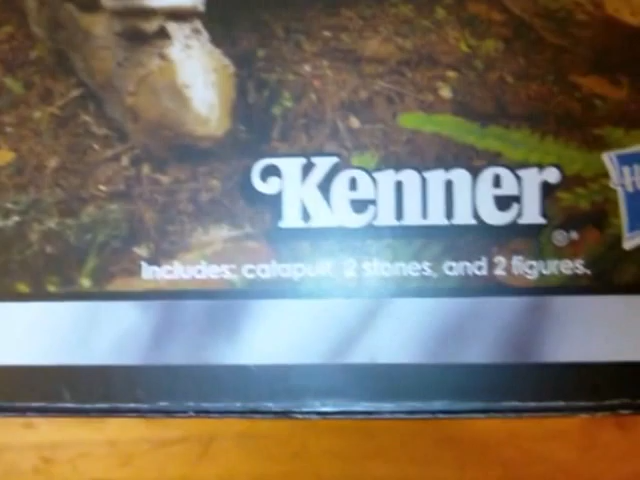 Kenner
®*
Includes: catapult, 2 stones, and 2 figures.
H